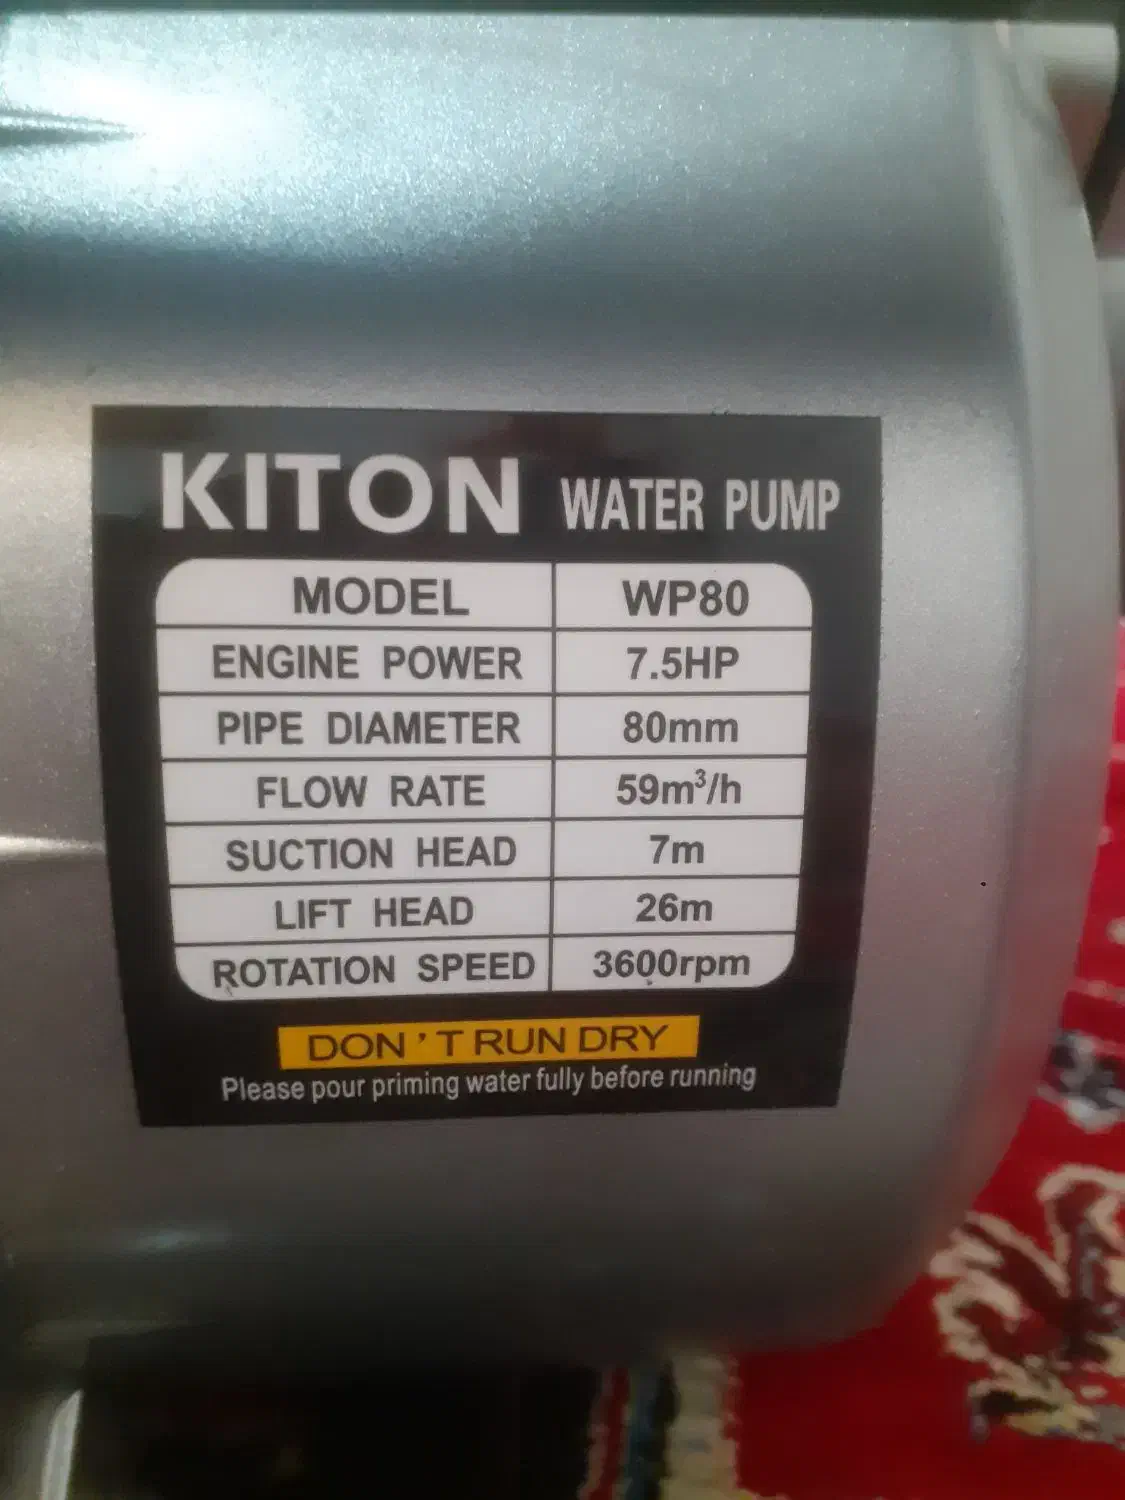 KITON WATER PUMP
MODEL WP80
ENGINE POWER 7.5HP
PIPE DIAMETER 80mm
FLOW RATE 59m³/h
SUCTION HEAD 7m
LIFT HEAD 26m
ROTATION SPEED 3600rpm
DON'T RUN DRY
Please pour priming water fully before running